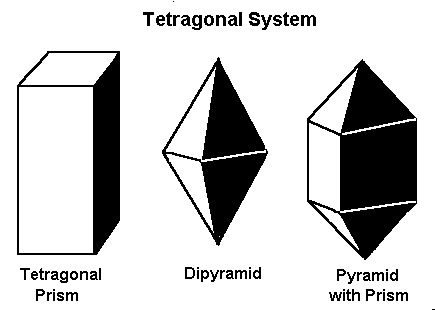 Tetragonal System
Tetragonal
Prism
Dipyramid
Pyramid
with Prism